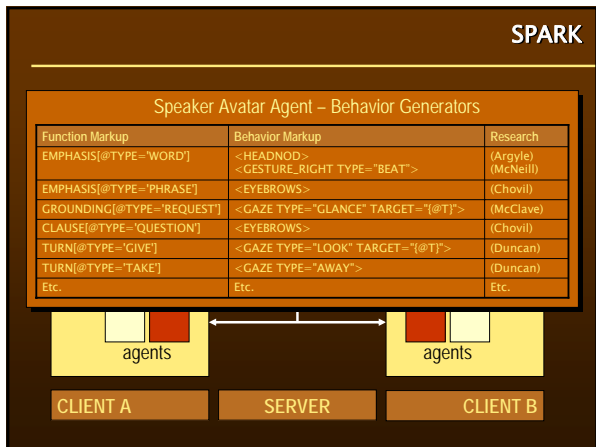 SPARK
Speaker Avatar Agent – Behavior Generators
Function Markup Behavior Markup Research
EMPHASIS[@TYPE='WORD'] <HEADNOD> (Argyle)
<GESTURE_RIGHT TYPE="BEAT"> (McNeill)
EMPHASIS[@TYPE='PHRASE'] <EYEBROWS> (Chovil)
GROUNDING[@TYPE='REQUEST'] <GAZE TYPE="GLANCE" TARGET="{@T}"> (McClave)
CLAUSE[@TYPE='QUESTION'] <EYEBROWS> (Chovil)
TURN[@TYPE='GIVE'] <GAZE TYPE="LOOK" TARGET="{@T}"> (Duncan)
TURN[@TYPE='TAKE'] <GAZE TYPE="AWAY"> (Duncan)
Etc. Etc. Etc.
agents agents
CLIENT A SERVER CLIENT B